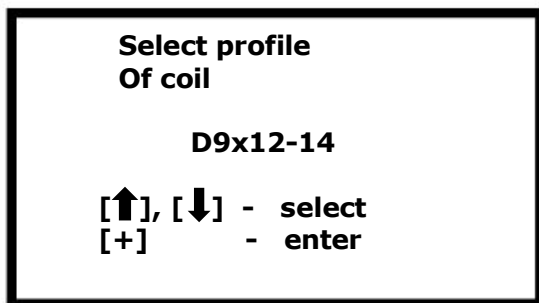 Select profile
Of coil
D9x12-14
[⬆], [⬇] - select
[+] - enter